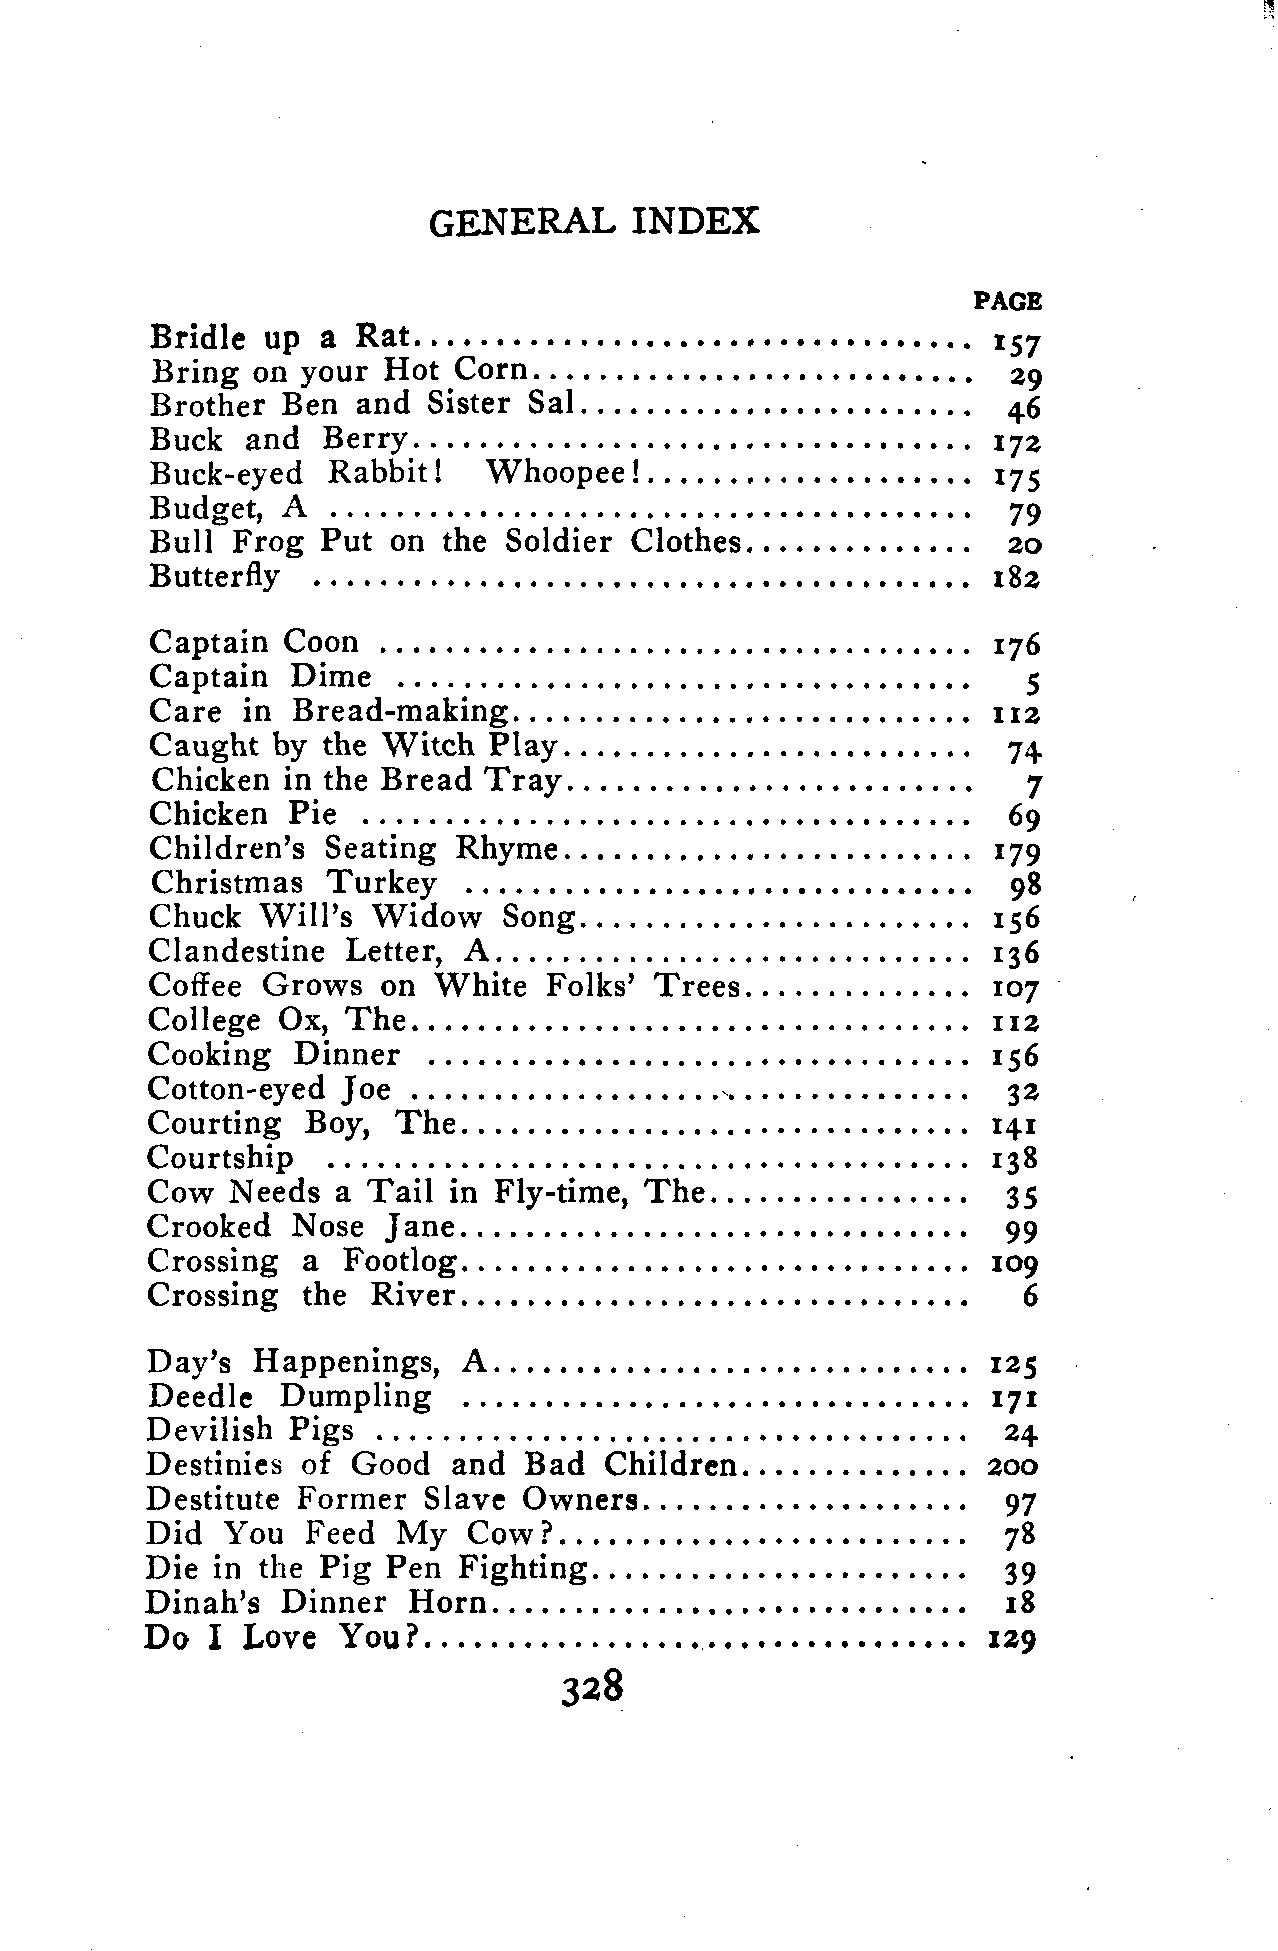 GENERAL INDEX
PAGE
Bridle up a Rat.................................. 157
Bring on your Hot Corn........................... 29
Brother Ben and Sister Sal........................ 46
Buck and Berry.................................. 172
Buck-eyed Rabbit! Whoopee!.................... 175
Budget, A ....................................... 79
Bull Frog Put on the Soldier Clothes.............. 20
Butterfly ........................................ 182
Captain Coon .................................... 176
Captain Dime ................................... 5
Care in Bread-making............................ 112
Caught by the Witch Play......................... 74
Chicken in the Bread Tray......................... 7
Chicken Pie ..................................... 69
Children's Seating Rhyme......................... 179
Christmas Turkey ............................... 98
Chuck Will's Widow Song........................ 156
Clandestine Letter, A............................. 136
Coffee Grows on White Folks' Trees.............. 107
College Ox, The.................................. 112
Cooking Dinner ................................. 156
Cotton-eyed Joe .................................. 32
Courting Boy, The............................... 141
Courtship ....................................... 138
Cow Needs a Tail in Fly-time, The................ 35
Crooked Nose Jane............................... 99
Crossing a Footlog............................... 109
Crossing the River............................... 6
Day's Happenings, A............................. 125
Deedle Dumpling ............................... 171
Devilish Pigs .................................... 24
Destinies of Good and Bad Children.............. 200
Destitute Former Slave Owners.................... 97
Did You Feed My Cow?......................... 78
Die in the Pig Pen Fighting....................... 39
Dinah's Dinner Horn............................. 18
Do I Love You?................................. 129
328